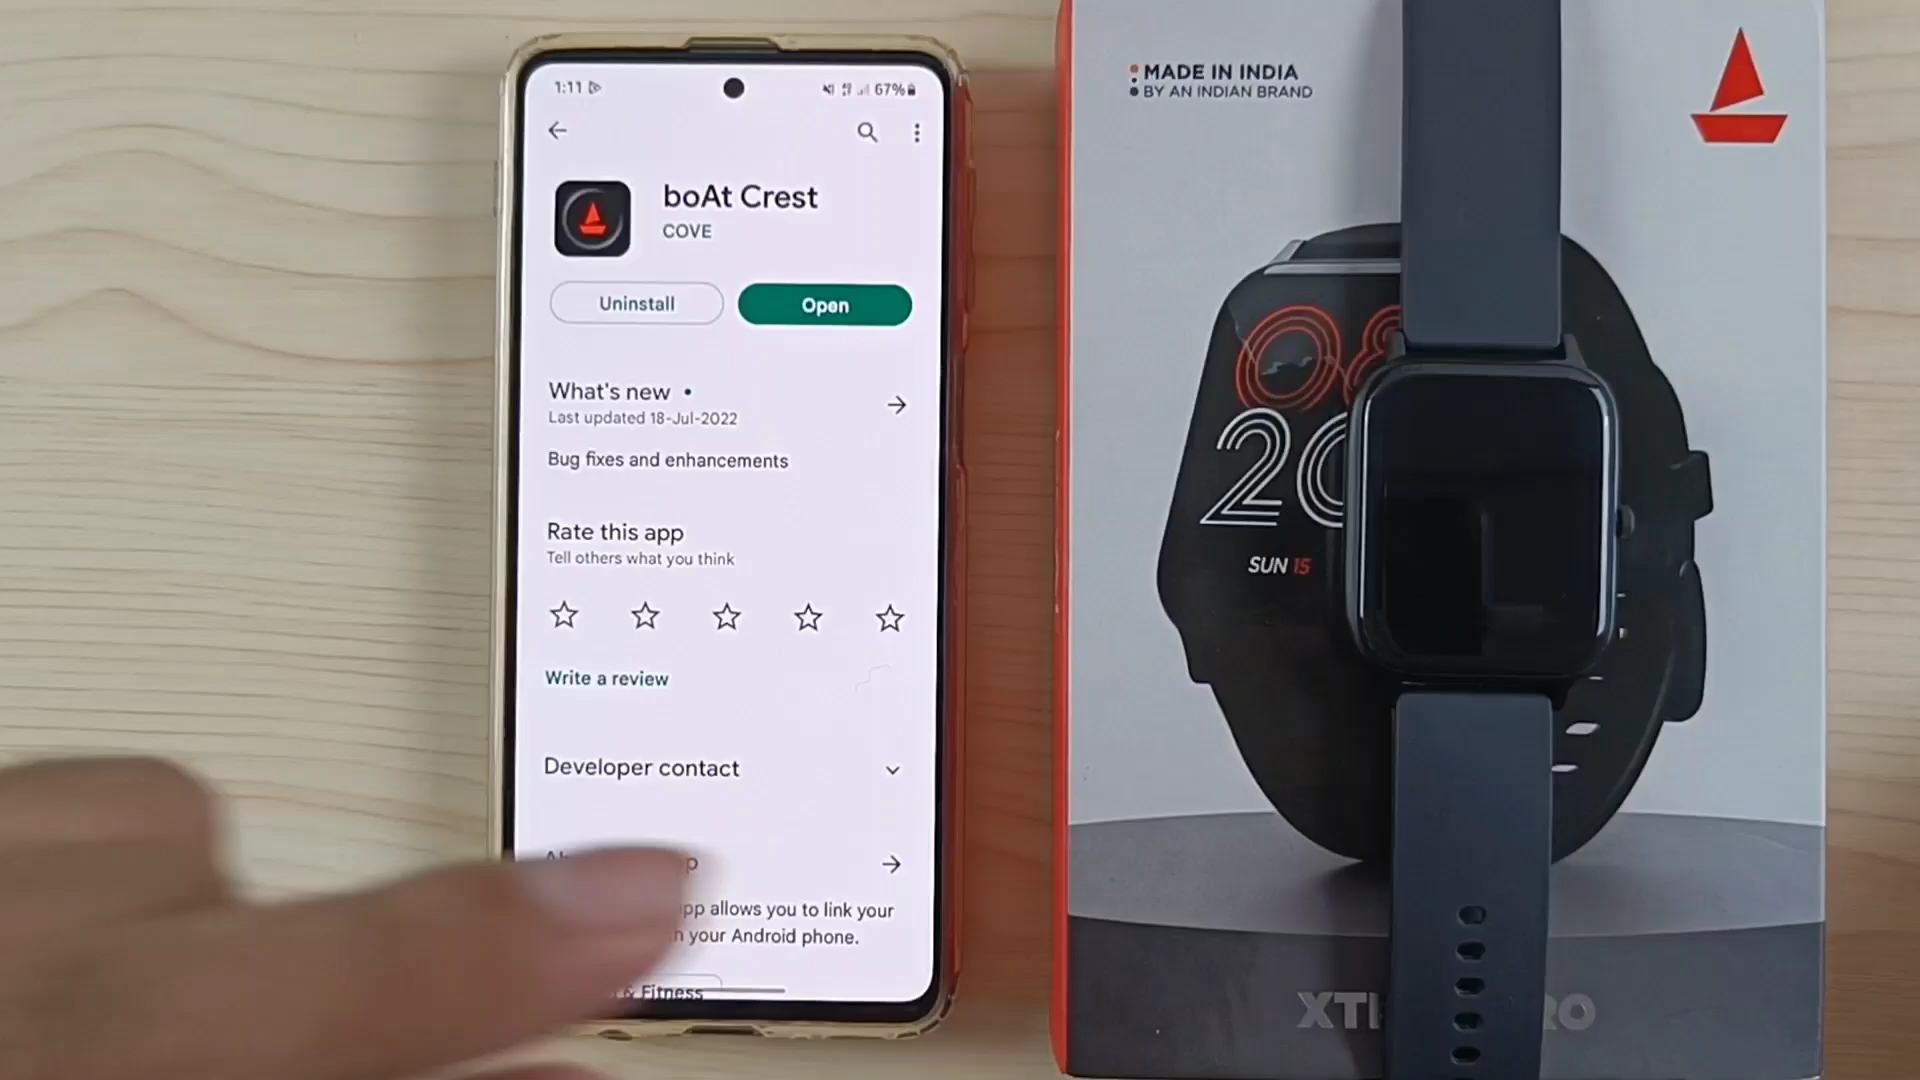 1:11
67%
boAt Crest
COVE
Uninstall
Open
What's new •
Last updated 18-Jul-2022
Bug fixes and enhancements
Rate this app
Tell others what you think
Write a review
Developer contact
allows you to link your
your Android phone.
& Fitness
MADE IN INDIA
BY AN INDIAN BRAND
SUN 15